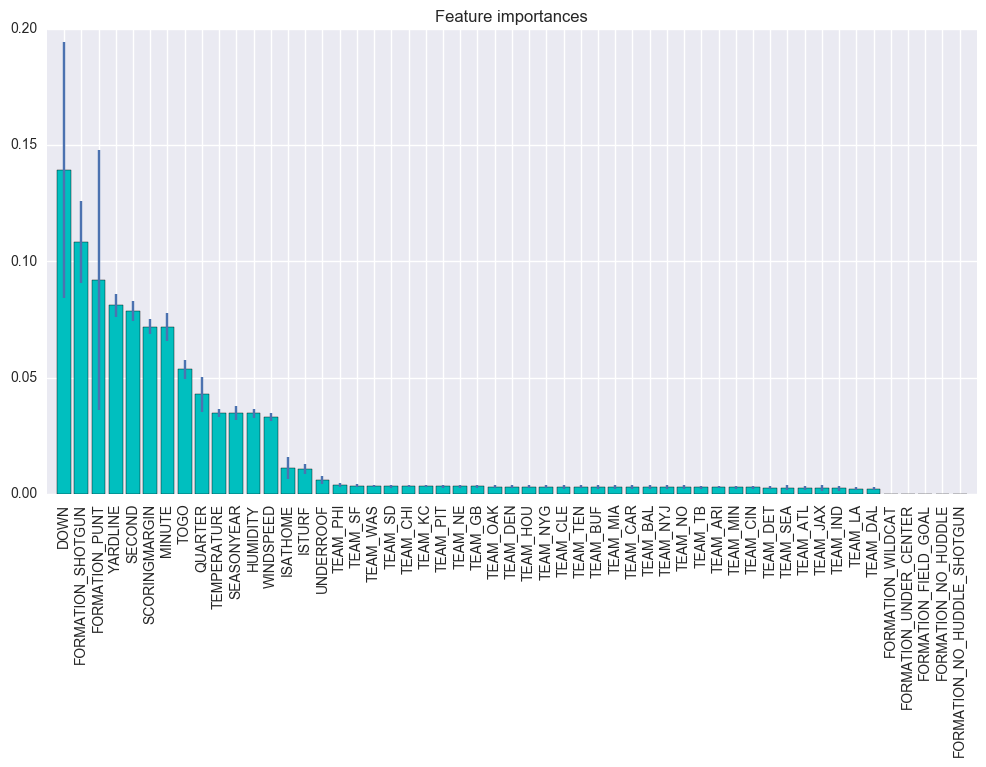 Feature importances
0.20
0.15
0.10
0.05
0.00
DOWN
FORMATION_SHOTGUN
FORMATION_PUNT
YARDLINE
SECOND
SCORINGMARGIN
MINUTE
TOGO
QUARTER
TEMPERATURE
SEASONYEAR
HUMIDITY
WINDSPEED
ISATHOME
ISTURF
UNDERROOF
TEAM_PHI
TEAM_SF
TEAM_WAS
TEAM_SD
TEAM_CHI
TEAM_KC
TEAM_PIT
TEAM_NE
TEAM_GB
TEAM_OAK
TEAM_DEN
TEAM_HOU
TEAM_NYG
TEAM_CLE
TEAM_TEN
TEAM_BUF
TEAM_MIA
TEAM_CAR
TEAM_BAL
TEAM_NYJ
TEAM_NO
TEAM_TB
TEAM_ARI
TEAM_MIN
TEAM_CIN
TEAM_DET
TEAM_SEA
TEAM_ATL
TEAM_JAX
TEAM_IND
TEAM_LA
TEAM_DAL
FORMATION_WILDCAT
FORMATION_UNDER_CENTER
FORMATION_FIELD_GOAL
FORMATION_NO_HUDDLE
FORMATION_NO_HUDDLE_SHOTGUN